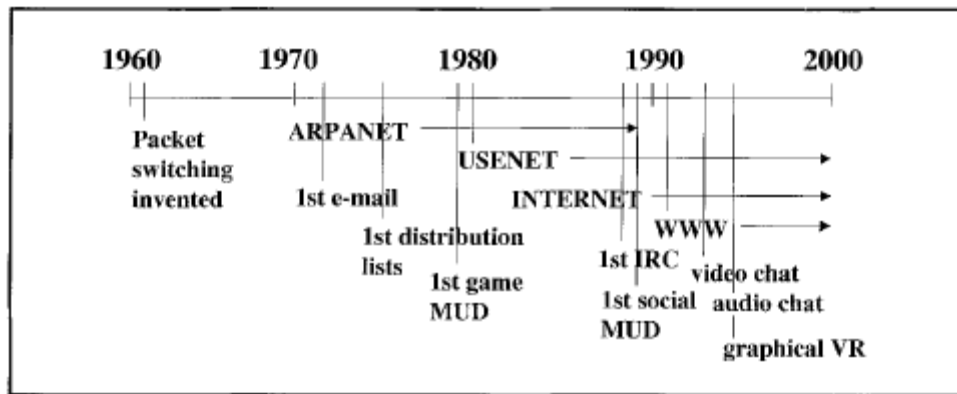 1960 1970 1980 1990 2000
Packet
switching
invented
ARPANET
USENET
1st e-mail
INTERNET
1st distribution
lists
WWW
1st IRC
1st game
MUD
video chat
1st social
MUD
audio chat
graphical VR